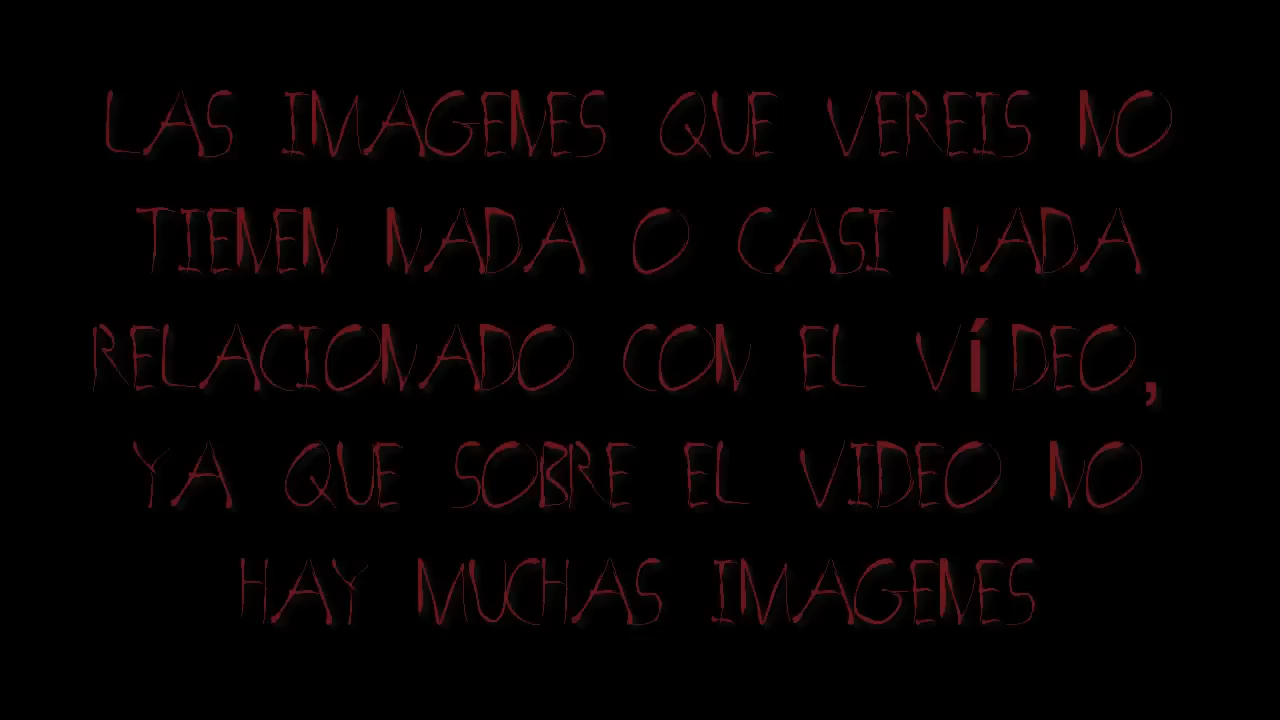 LAS IMAGENES QUE VEREIS NO
TIENEN NADA O CASI NADA
RELACIONADO CON EL VíDEO,
YA QUE SOBRE EL VIDEO NO
HAY MUCHAS IMAGENES